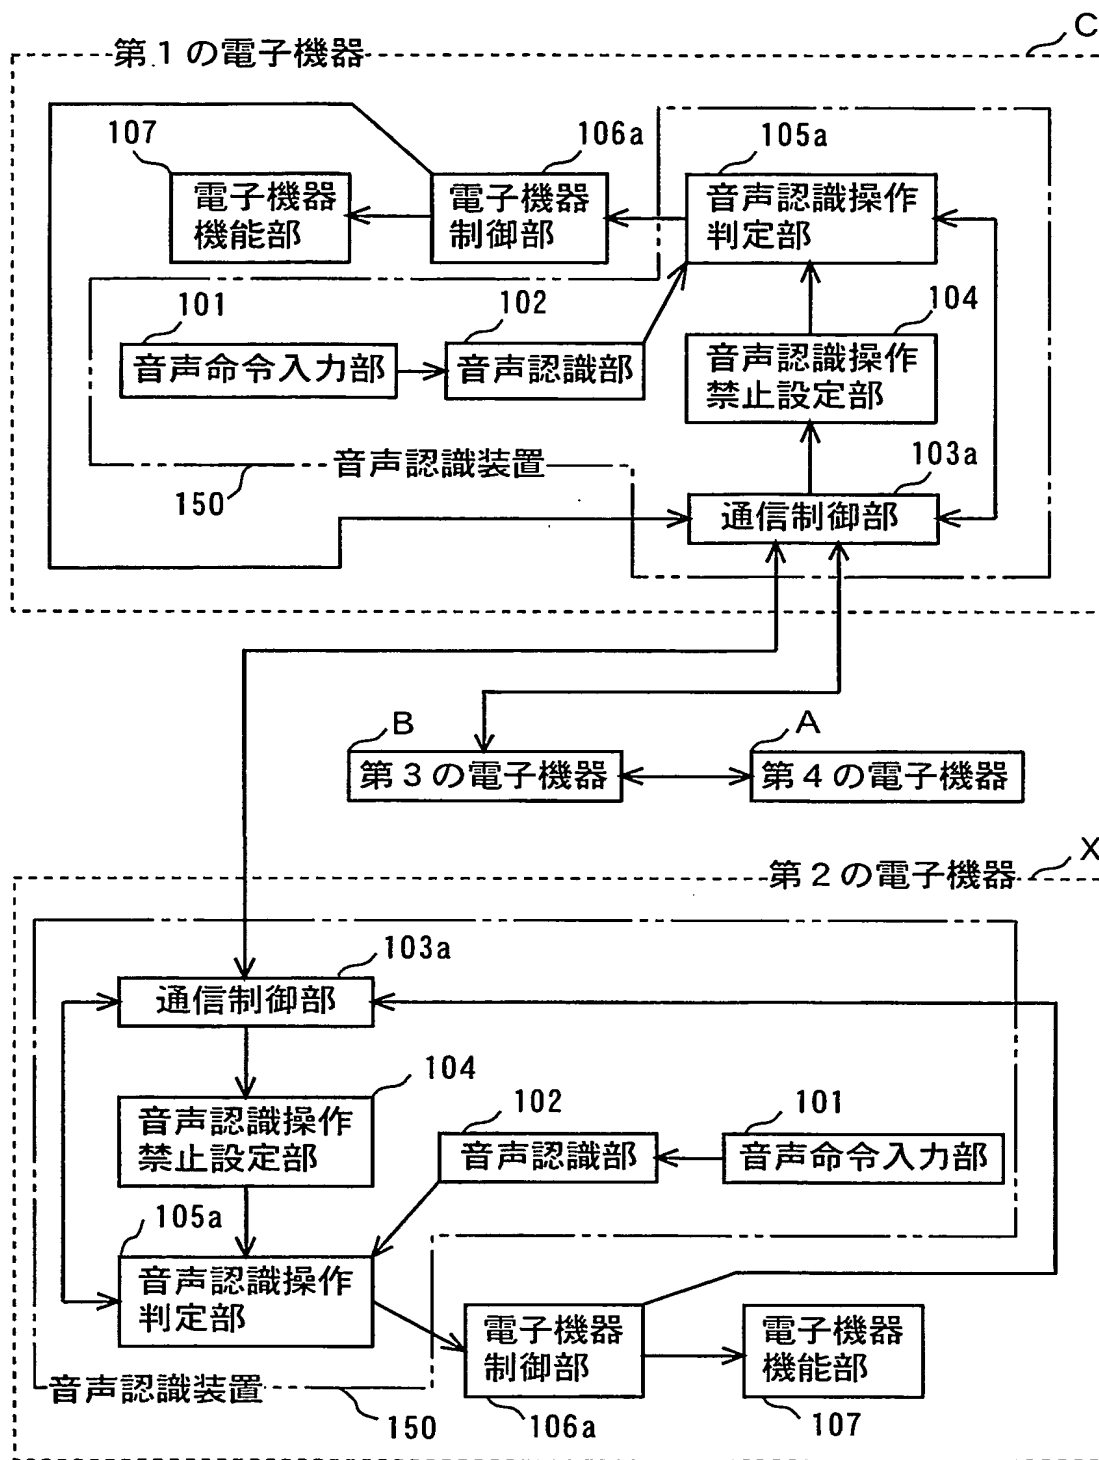 C
第1の電子機器
107
106a
105a
電子機器
機能部
電子機器
制御部
音声認識操作
判定部
101
102
104
音声命令入力部
音声認識部
音声認識操作
禁止設定部
音声認識装置
150
103a
通信制御部
B
A
第3の電子機器
第4の電子機器
X
第2の電子機器
103a
通信制御部
104
102
101
音声認識操作
禁止設定部
音声認識部
音声命令入力部
105a
音声認識操作
判定部
電子機器
制御部
電子機器
機能部
音声認識装置
150
106a
107